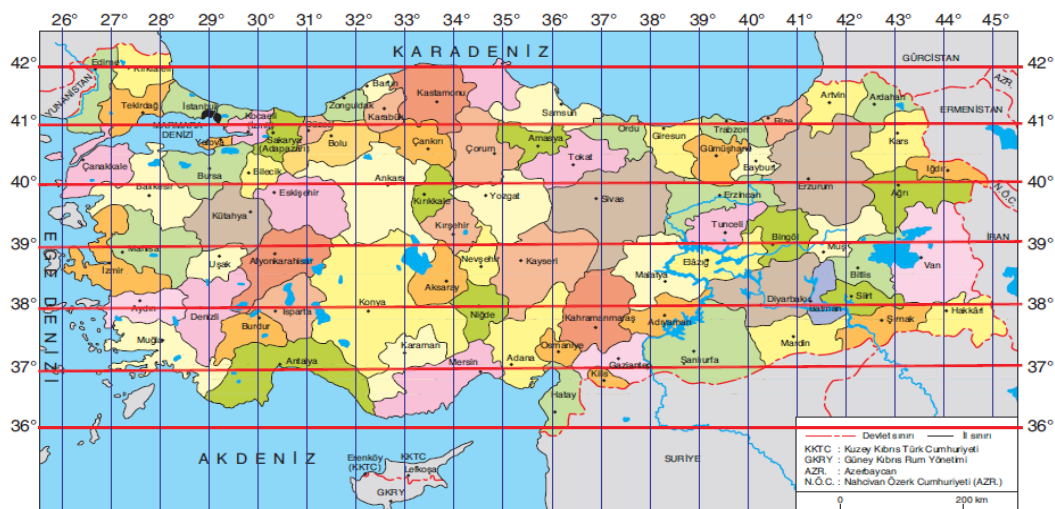 26° 27° 28° 29° 30° 31° 32° 33° 34° 35° 36° 37° 38° 39° 40° 41° 42° 43° 44° 45°
KARADENİZ
GÜRCİSTAN
42° 42°
Edirne
Kırklareli
YUNANİSTAN
AZR.
Bartın
Kastamonu
Zonguldak
Tekirdağ
İstanbul
Karabük
Samsun
Artvin
Ardahan
ERMENİSTAN
Kocaeli
(İzmit)
41° 41°
MARMARA
DENİZİ
Yalova
Sakarya
(Adapazarı)
Bolu
Çankırı
Çorum
Amasya
Ordu
Giresun
Trabzon
Rize
Kars
Çanakkale
Bursa
Bilecik
Ankara
Tokat
Gümüşhane
Bayburt
Erzurum
Iğdır
40° 40°
Balıkesir
Eskişehir
Kırıkkale
Yozgat
Sivas
Erzincan
Ağrı
N.Ö.C.
Kütahya
Kırşehir
Tunceli
Bingöl
Muş
İRAN
39° 39°
EGE DENİZİ
Manisa
İzmir
Uşak
Afyonkarahisar
Nevşehir
Kayseri
Malatya
Elâzığ
Bitlis
Van
Aksaray
38° 38°
Aydın
Denizli
Burdur
Isparta
Konya
Niğde
Kahramanmaraş
Adıyaman
Diyarbakır
Batman
Siirt
Şırnak
Hakkâri
Muğla
Antalya
Karaman
Mersin
Adana
Osmaniye
Gaziantep
Şanlıurfa
Mardin
37° 37°
Kilis
Hatay
36° 36°
AKDENİZ
Erenköy
(KKTC)
KKTC
Lefkoşa
GKRY
SURİYE
Devlet sınırı
İl sınırı
KKTC : Kuzey Kıbrıs Türk Cumhuriyeti
GKRY : Güney Kıbrıs Rum Yönetimi
AZR. : Azerbaycan
N.Ö.C. : Nahcivan Özerk Cumhuriyeti (AZR.)
0 200 km